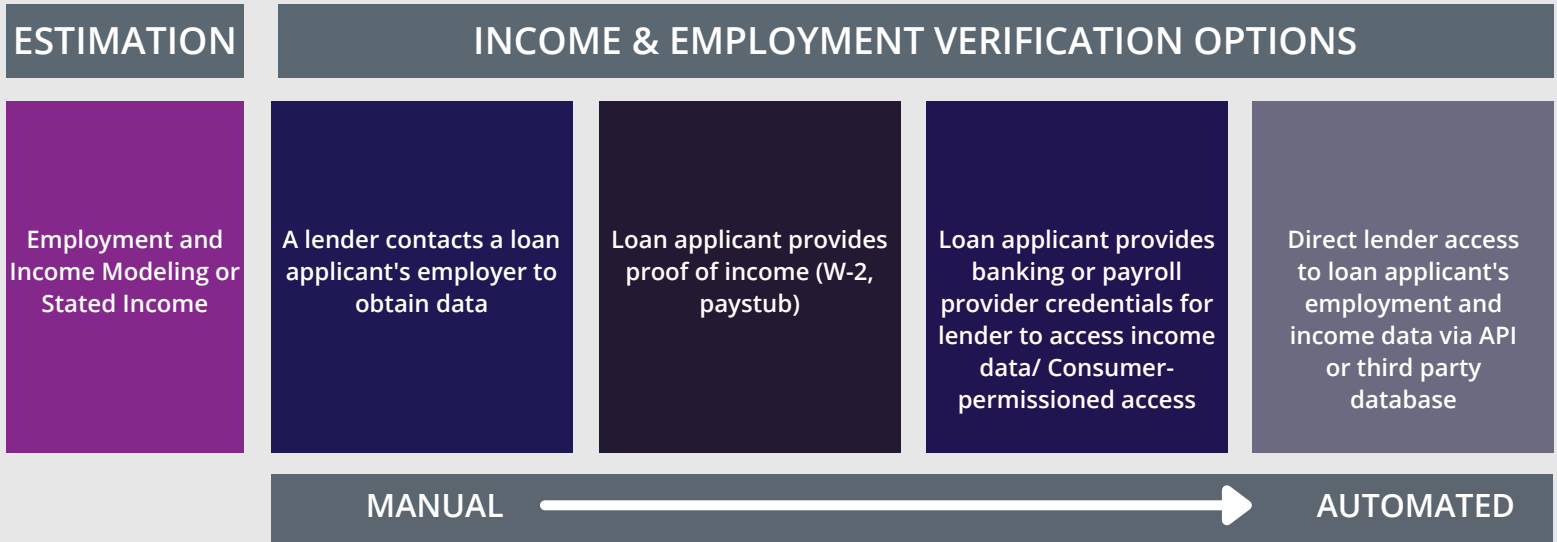 ESTIMATION
INCOME & EMPLOYMENT VERIFICATION OPTIONS
Employment and
Income Modeling or
Stated Income
A lender contacts a loan
applicant's employer to
obtain data
Loan applicant provides
proof of income (W-2,
paystub)
Loan applicant provides
banking or payroll
provider credentials for
lender to access income
data/ Consumer-
permissioned access
Direct lender access
to loan applicant's
employment and
income data via API
or third party
database
MANUAL
AUTOMATED